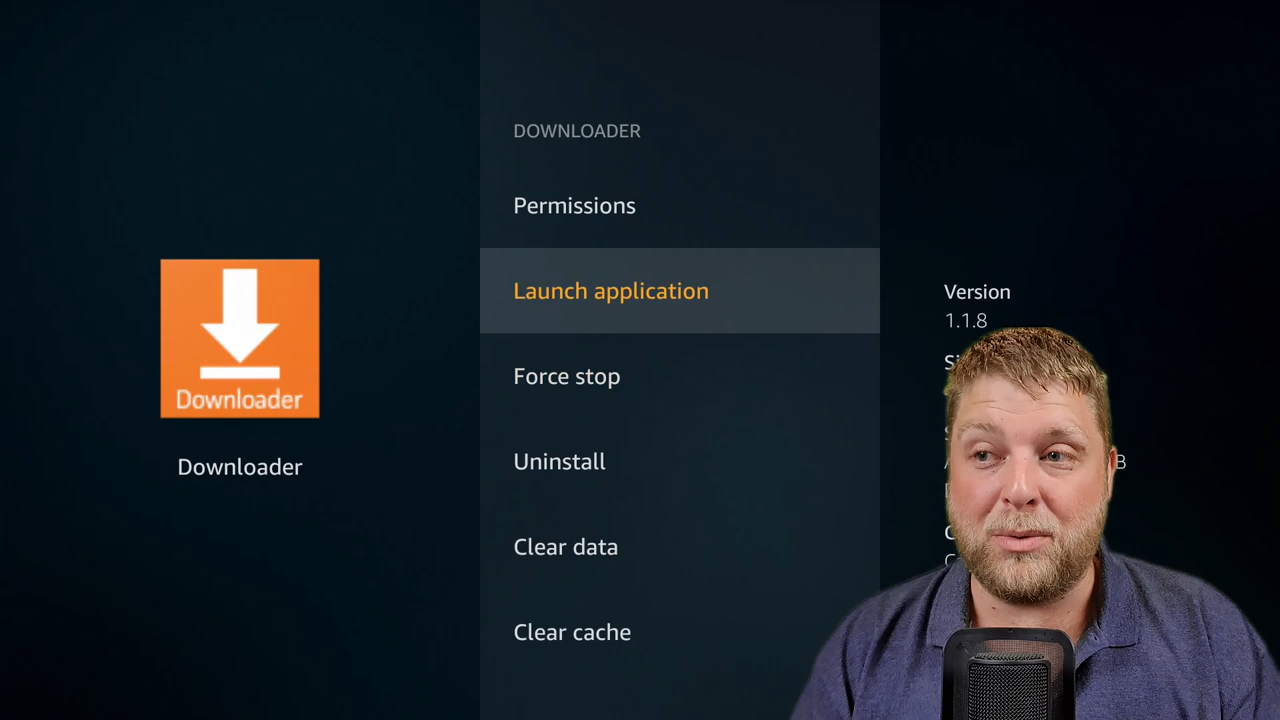 DOWNLOADER
Permissions
Launch application
Force stop
Uninstall
Clear data
Clear cache
Downloader
Downloader
Version
1.1.8